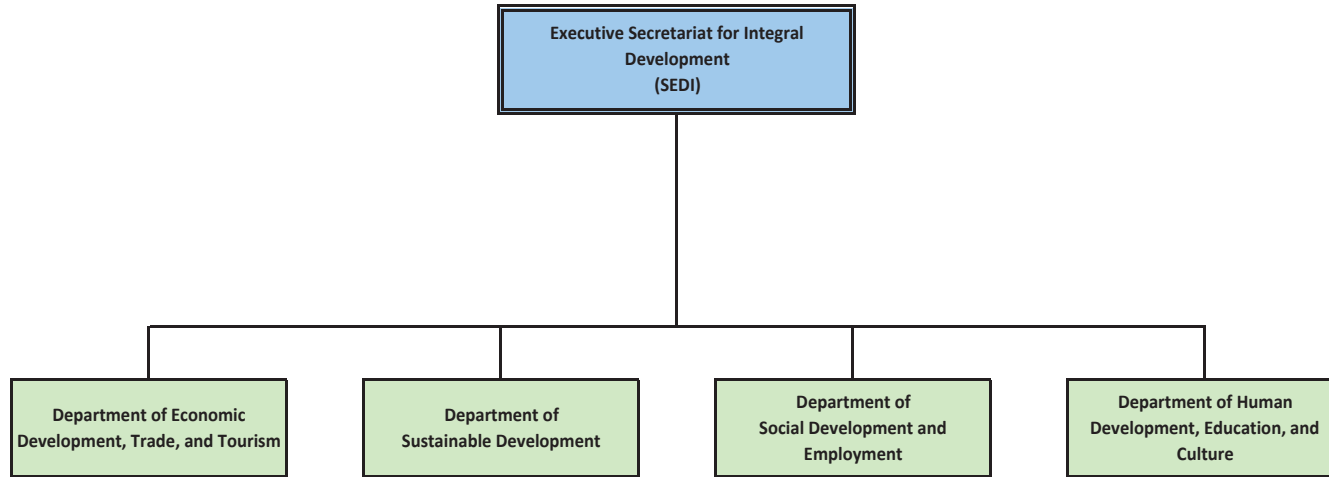 Executive Secretariat for Integral
Development
(SEDI)
Department of Economic
Development, Trade, and Tourism
Department of
Sustainable Development
Department of
Social Development and
Employment
Department of Human
Development, Education, and
Culture